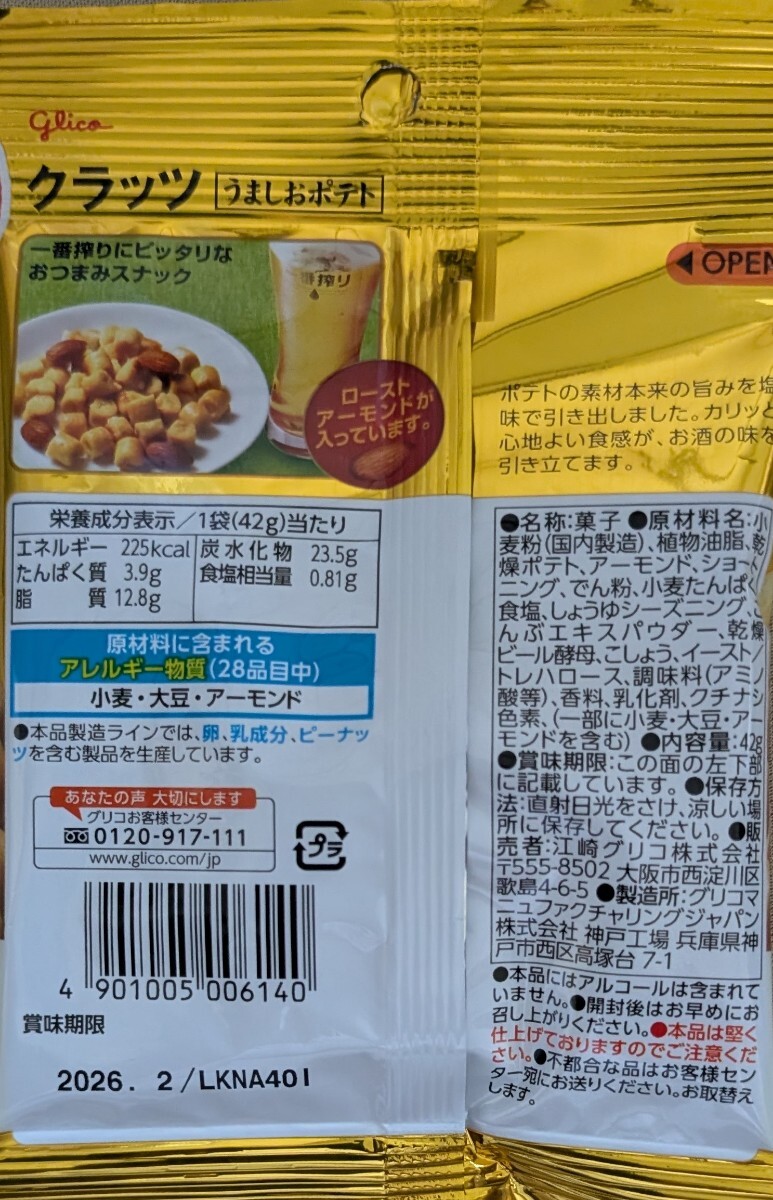 Glico
クラッツ うましおポテト
一番搾りにピッタリな
おつまみスナック
番搾り
ロースト
アーモンドが
入っています。
栄養成分表示／1袋(42g)当たり
エネルギー 225kcal 炭水化物 23.5g
たんぱく質 3.9g 食塩相当量 0.81g
脂質 12.8g
原材料に含まれる
アレルギー物質(28品目中)
小麦・大豆・アーモンド
●本品製造ラインでは、卵、乳成分、ピーナッ
ツを含む製品を生産しています。
あなたの声 大切にします
グリコお客様センター
0120-917-111
www.glico.com/jp
プラ
4 901005 006140
賞味期限
2026. 2/LKNA40I
◀OPEN
ポテトの素材本来の旨みを塩
味で引き出しました。カリッと
心地よい食感が、お酒の味を
引き立てます。
●名称:菓子 ●原材料名:小
麦粉(国内製造)、植物油脂、乾
燥ポテト、アーモンド、ショート
ニング、でん粉、小麦たんぱく、
食塩、しょうゆシーズニング、こ
んぶエキスパウダー、乾燥
ビール酵母、こしょう、イースト/
トレハロース、調味料(アミノ
酸等)、香料、乳化剤、クチナシ
色素、(一部に小麦・大豆・アー
モンドを含む) ●内容量:42g
●賞味期限:この面の左下部
に記載しています。 ●保存方
法:直射日光をさけ、涼しい場
所に保存してください。 ●販
売者:江崎グリコ株式会社
〒555-8502 大阪市西淀川区
歌島4-6-5 ●製造所:グリコマ
ニュファクチャリングジャパン
株式会社 神戸工場 兵庫県神
戸市西区高塚台 7-1
●本品にはアルコールは含まれて
いません。●開封後はお早めにお
召し上がりください。●本品は堅く
仕上げておりますのでご注意くだ
さい。●不都合な品はお客様セン
ター宛にお送りください。お取替え
します。